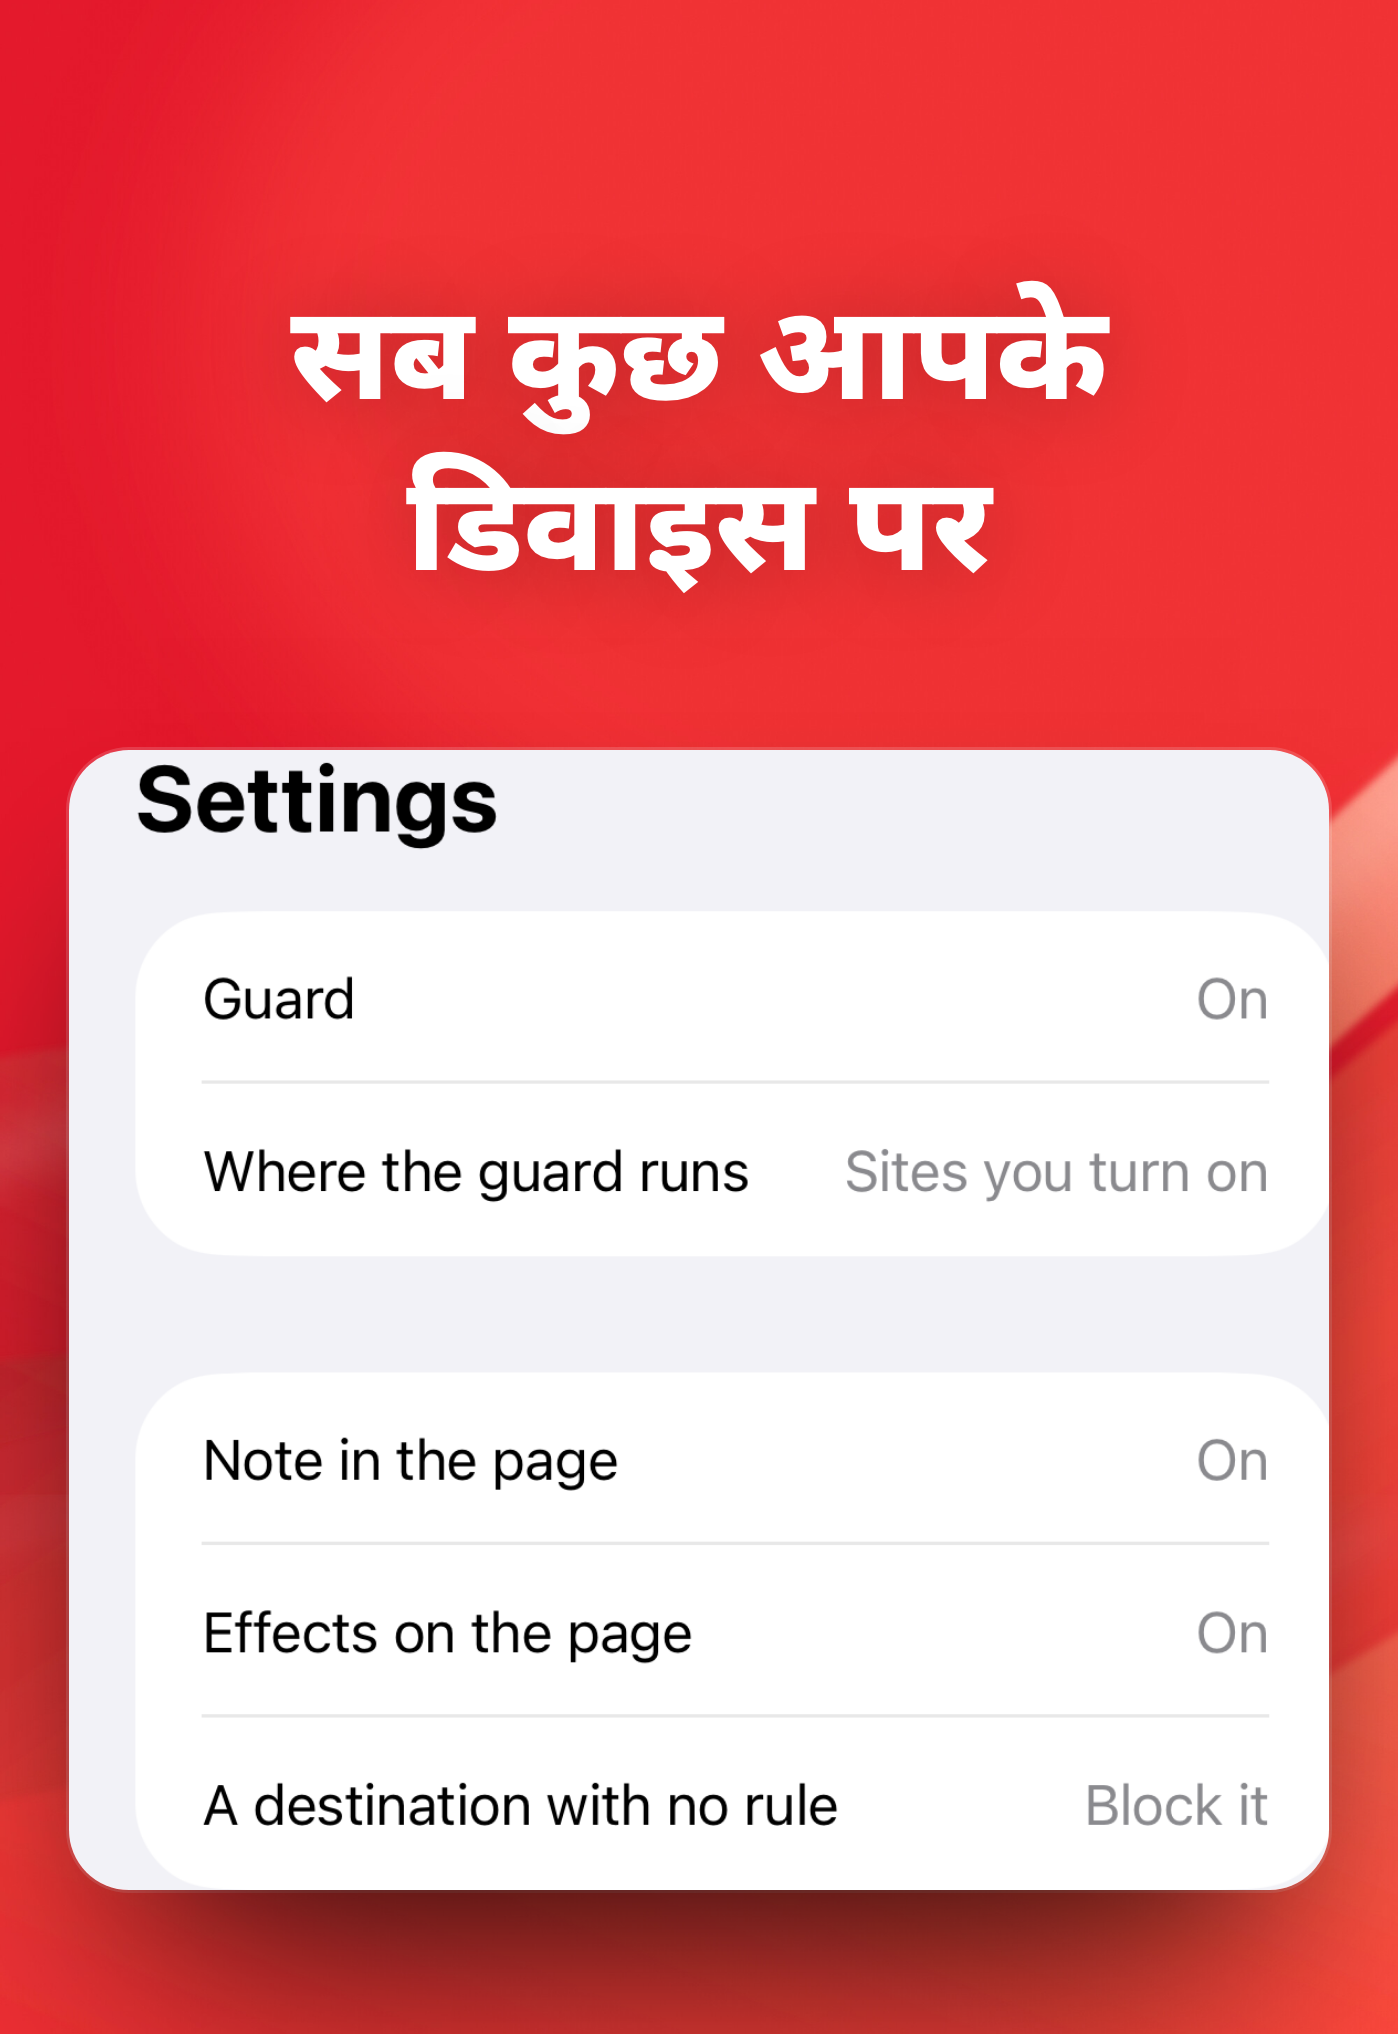 सब कुछ आपके
डिवाइस पर
Settings
Guard On
Where the guard runs Sites you turn on
Note in the page On
Effects on the page On
A destination with no rule Block it